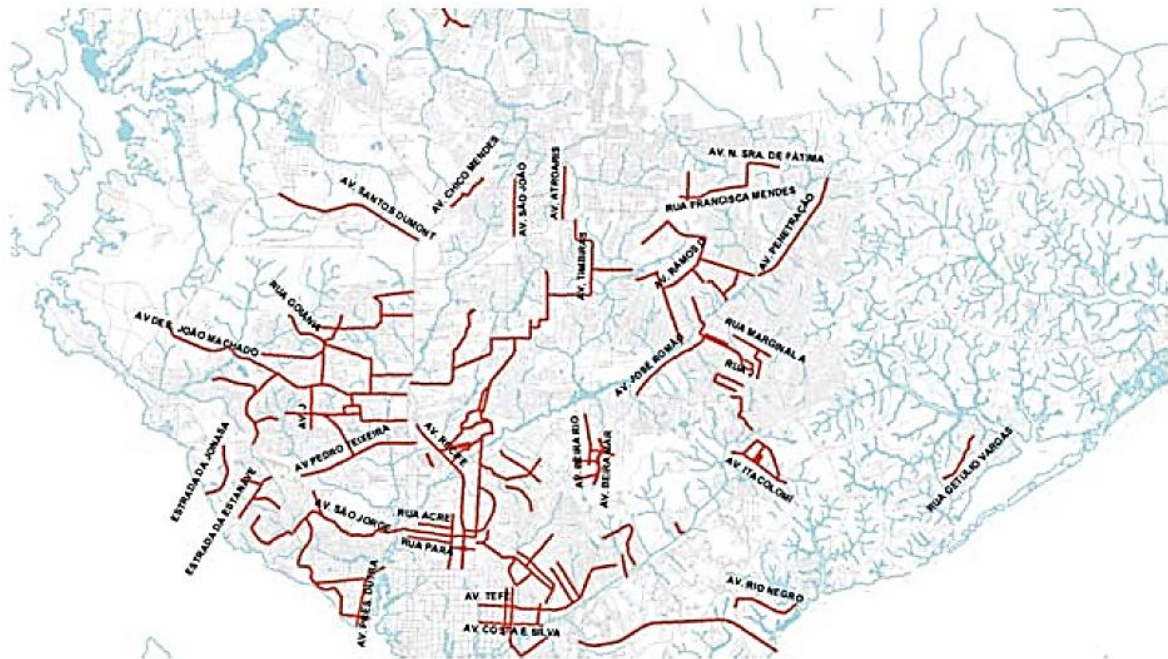 AV. N. SRA. DE FÁTIMA
AV. CHICO MENDES
AV. SÃO JOÃO
AV. ATROARIS
AV. SANTOS DUMONT
RUA FRANCISCA MENDES
AV. PENETRAÇÃO
AV. TIMBIRAS
AV. RAMOS
RUA GOIÂNIA
AV DES. JOÃO MACHADO
RUA MARGINAL A
AV. JOSÉ ROMÃO
RUA
AV. J
AV. RECIFE
AV. PEDRO TEIXEIRA
AV. BEIRA RIO
AV. BEIRA MAR
ESTRADA DA JONASA
AV. ITACOLOMI
RUA GETULIO VARGAS
ESTRADA DA ESTANAVE
AV. SÃO JORGE
RUA ACRE
RUA PARÁ
AV. PRES. DUTRA
AV. RIO NEGRO
AV. TEFÉ
AV. COSTA E SILVA